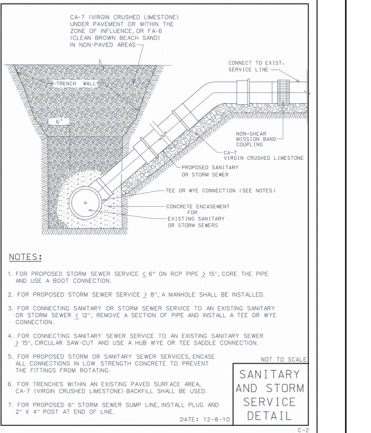 CA-7 (VIRGIN CRUSHED LIMESTONE)
UNDER PAVEMENT OR WITHIN THE
ZONE OF INFLUENCE, OR FA-6
(CLEAN BROWN BEACH SAND)
IN NON-PAVED AREAS
CONNECT TO EXIST.
SERVICE LINE
TRENCH WALL
6"
NON-SHEAR
MISSION BAND
COUPLING
CA-7
VIRGIN CRUSHED LIMESTONE
PROPOSED SANITARY
OR STORM SEWER
TEE OR WYE CONNECTION (SEE NOTES)
CONCRETE ENCASEMENT
FOR
EXISTING SANITARY
OR STORM SEWERS
NOTES:
1. FOR PROPOSED STORM SEWER SERVICE ≤ 6" ON RCP PIPE ≥ 15", CORE THE PIPE
AND USE A BOOT CONNECTION.
2. FOR PROPOSED STORM SEWER SERVICE ≥ 8", A MANHOLE SHALL BE INSTALLED.
3. FOR CONNECTING SANITARY OR STORM SEWER SERVICE TO AN EXISTING SANITARY
OR STORM SEWER ≤ 12", REMOVE A SECTION OF PIPE AND INSTALL A TEE OR WYE
CONNECTION.
4. FOR CONNECTING SANITARY SEWER SERVICE TO AN EXISTING SANITARY SEWER
≥ 15", CIRCULAR SAW-CUT AND USE A HUB WYE OR TEE SADDLE CONNECTION.
5. FOR PROPOSED STORM OR SANITARY SEWER SERVICES, ENCASE
ALL CONNECTIONS IN LOW STRENGTH CONCRETE TO PREVENT
THE FITTINGS FROM ROTATING.
6. FOR TRENCHES WITHIN AN EXISTING PAVED SURFACE AREA,
CA-7 (VIRGIN CRUSHED LIMESTONE) BACKFILL SHALL BE USED.
7. FOR PROPOSED 6" STORM SEWER SUMP LINE, INSTALL PLUG AND
2" X 4" POST AT END OF LINE.
DATE: 12-8-10
NOT TO SCALE
SANITARY
AND STORM
SERVICE
DETAIL
C-2